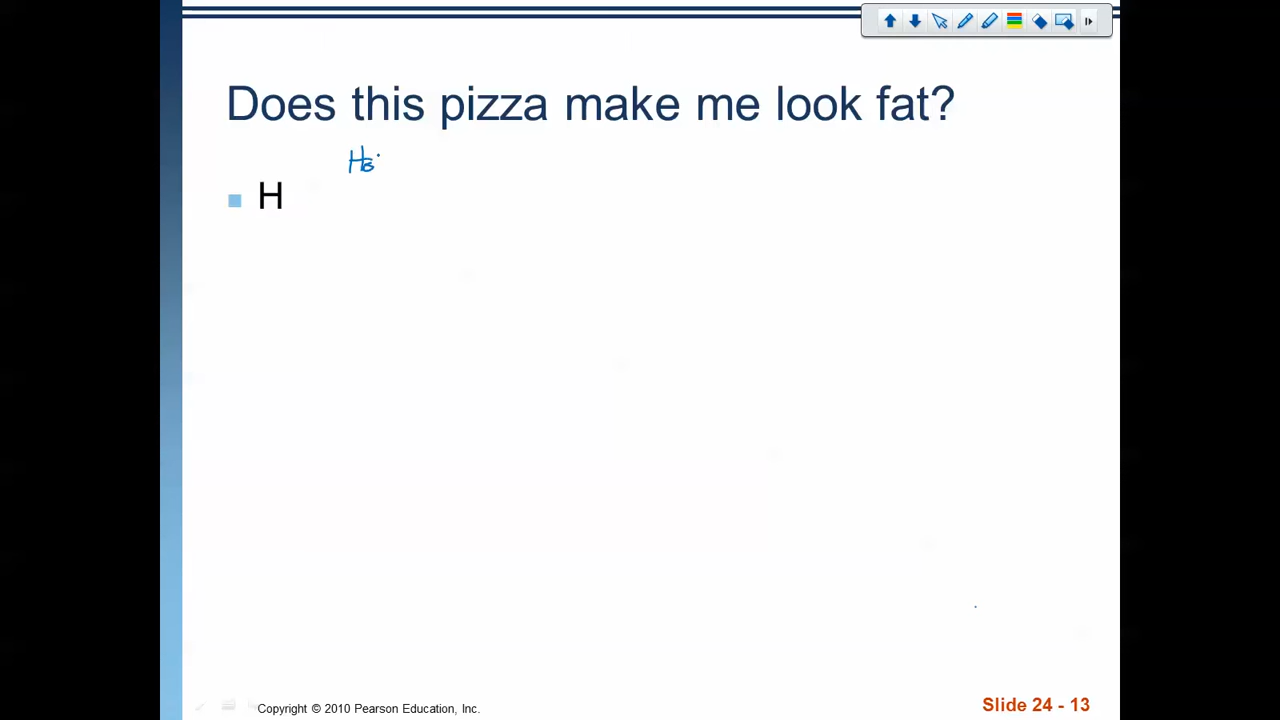 Does this pizza make me look fat?
H
Copyright © 2010 Pearson Education, Inc.
Slide 24 - 13